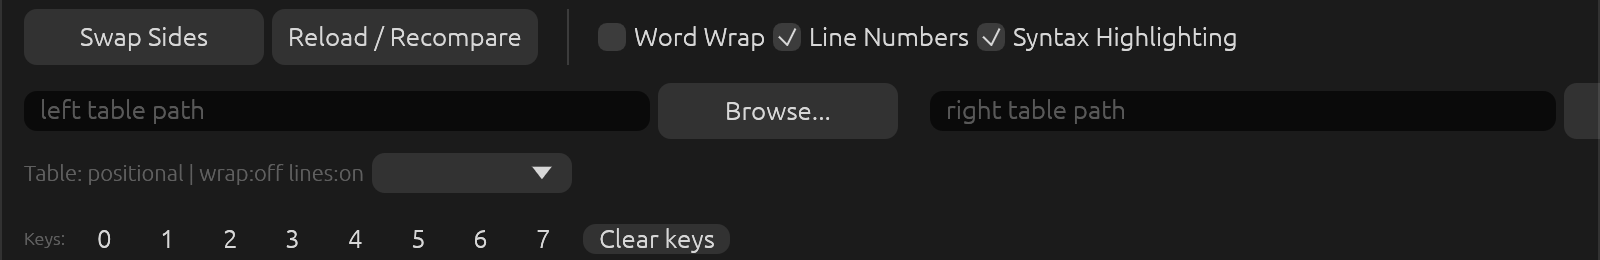 Swap Sides Reload / Recompare Word Wrap Line Numbers Syntax Highlighting
left table path Browse... right table path
Table: positional | wrap:off lines:on
Keys: 0 1 2 3 4 5 6 7 Clear keys